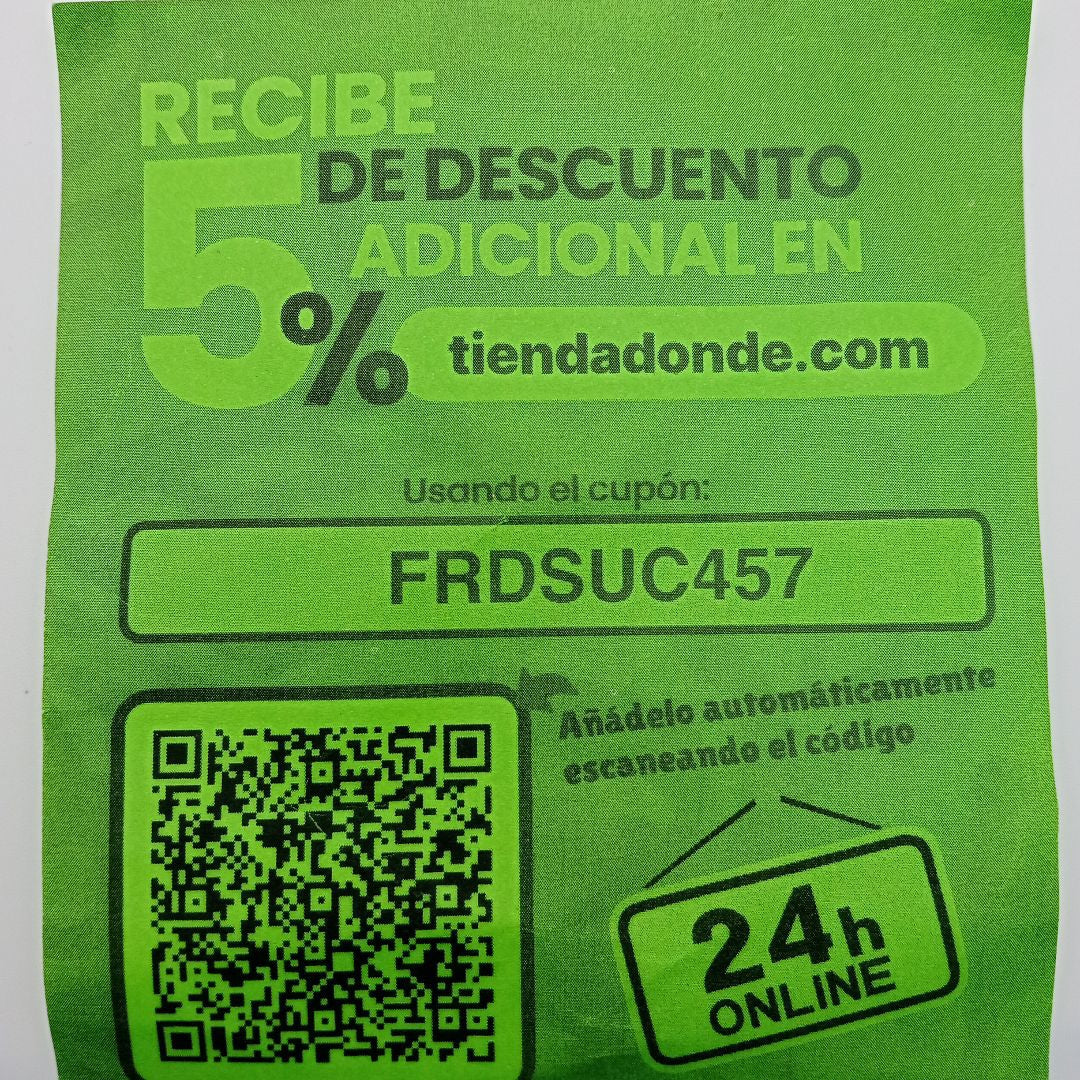 RECIBE
5% DE DESCUENTO
ADICIONAL EN
tiendadonde.com
Usando el cupón:
FRDSUC457
Añádelo automáticamente
escaneando el código
24h
ONLINE